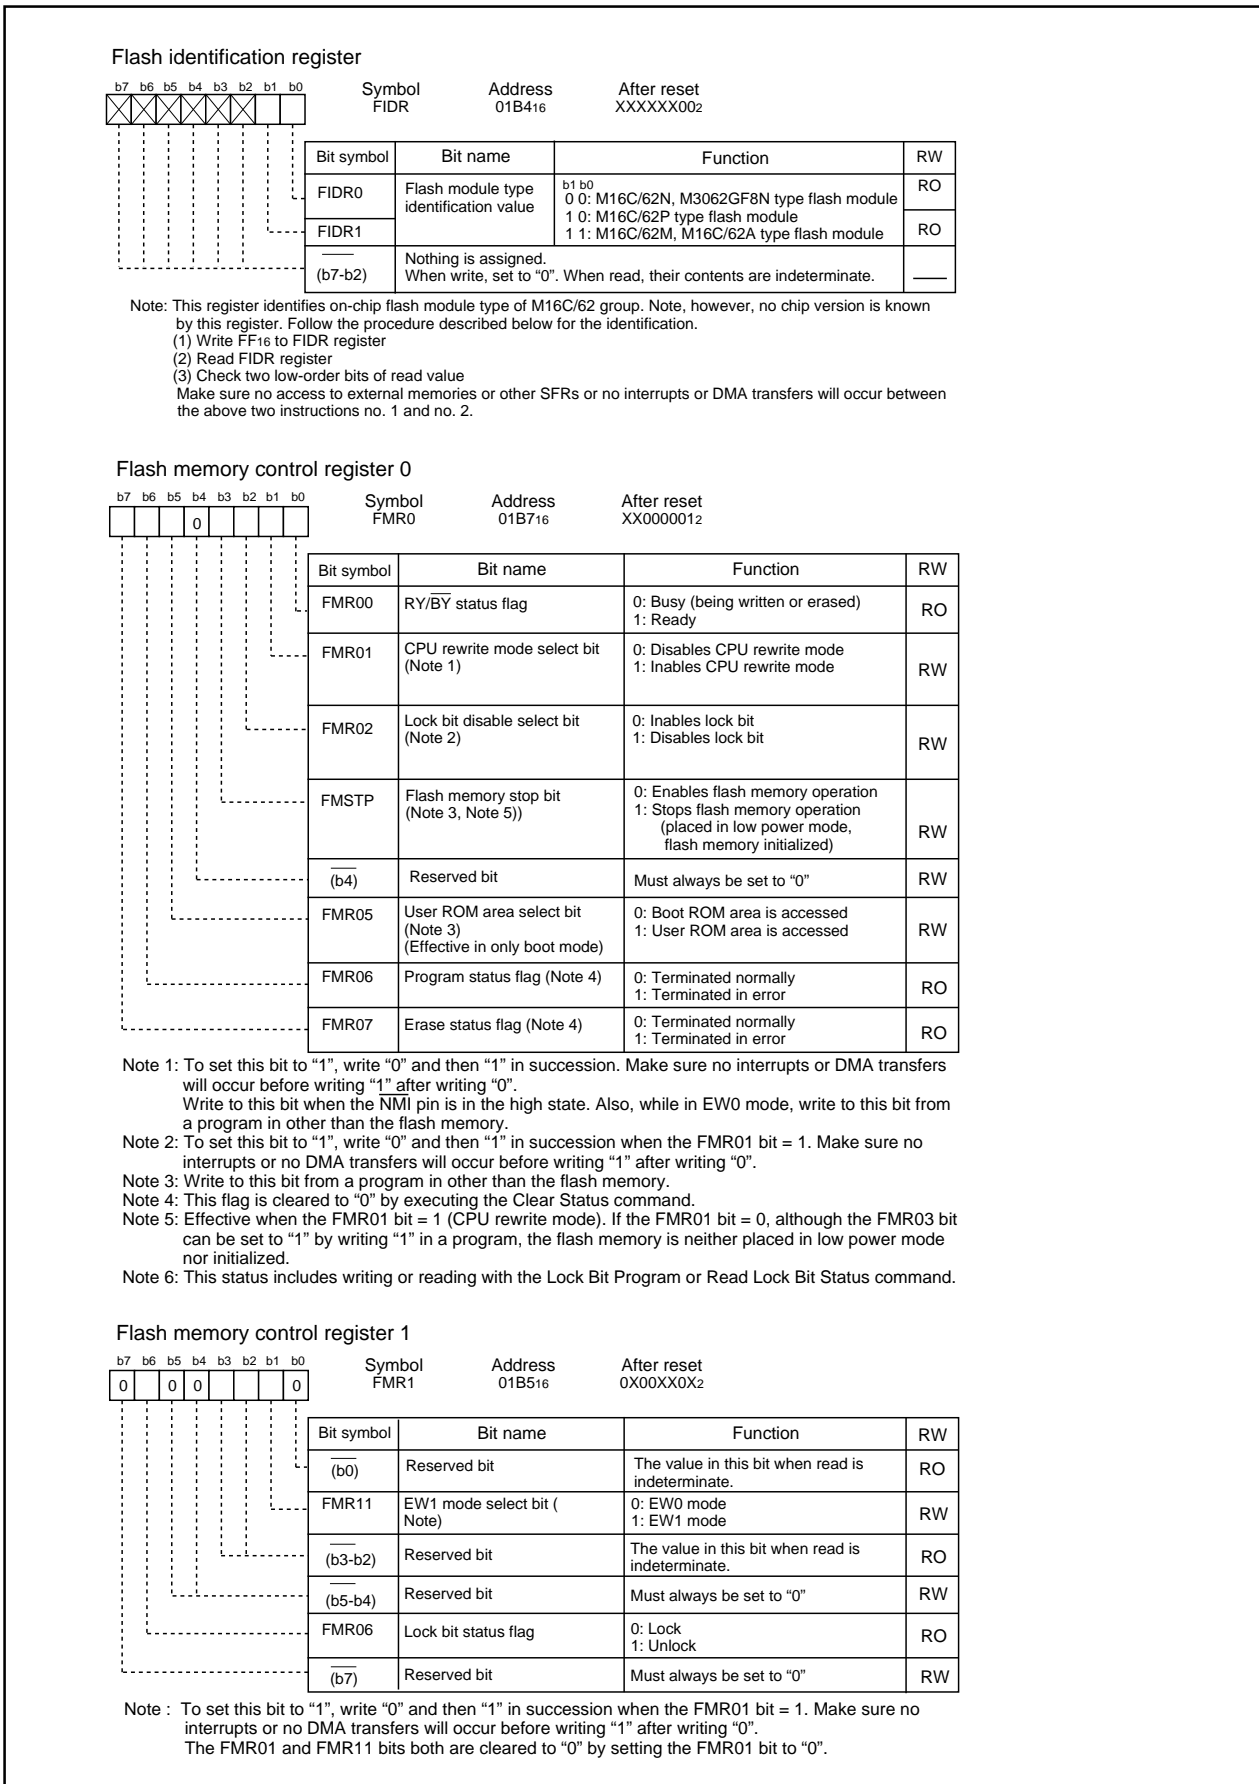 Flash identification register
b7 b6 b5 b4 b3 b2 b1 b0
Symbol Address After reset
FIDR 01B416 XXXXXX002
Bit symbol Bit name Function RW
FIDR0 Flash module type identification value b1 b0
0 0: M16C/62N, M3062GF8N type flash module RO
1 0: M16C/62P type flash module
FIDR1 1 1: M16C/62M, M16C/62A type flash module RO
(b7-b2) Nothing is assigned.
When write, set to “0”. When read, their contents are indeterminate.
Note: This register identifies on-chip flash module type of M16C/62 group. Note, however, no chip version is known
by this register. Follow the procedure described below for the identification.
(1) Write FF16 to FIDR register
(2) Read FIDR register
(3) Check two low-order bits of read value
Make sure no access to external memories or other SFRs or no interrupts or DMA transfers will occur between
the above two instructions no. 1 and no. 2.
Flash memory control register 0
b7 b6 b5 b4 b3 b2 b1 b0
0
Symbol Address After reset
FMR0 01B716 XX0000012
Bit symbol Bit name Function RW
FMR00 RY/BY status flag 0: Busy (being written or erased)
1: Ready RO
FMR01 CPU rewrite mode select bit
(Note 1) 0: Disables CPU rewrite mode
1: Inables CPU rewrite mode RW
FMR02 Lock bit disable select bit
(Note 2) 0: Inables lock bit
1: Disables lock bit RW
FMSTP Flash memory stop bit
(Note 3, Note 5)) 0: Enables flash memory operation
1: Stops flash memory operation
(placed in low power mode,
flash memory initialized) RW
(b4) Reserved bit Must always be set to “0” RW
FMR05 User ROM area select bit
(Note 3)
(Effective in only boot mode) 0: Boot ROM area is accessed
1: User ROM area is accessed RW
FMR06 Program status flag (Note 4) 0: Terminated normally
1: Terminated in error RO
FMR07 Erase status flag (Note 4) 0: Terminated normally
1: Terminated in error RO
Note 1: To set this bit to “1”, write “0” and then “1” in succession. Make sure no interrupts or DMA transfers
will occur before writing “1” after writing “0”.
Write to this bit when the NMI pin is in the high state. Also, while in EW0 mode, write to this bit from
a program in other than the flash memory.
Note 2: To set this bit to “1”, write “0” and then “1” in succession when the FMR01 bit = 1. Make sure no
interrupts or no DMA transfers will occur before writing “1” after writing “0”.
Note 3: Write to this bit from a program in other than the flash memory.
Note 4: This flag is cleared to “0” by executing the Clear Status command.
Note 5: Effective when the FMR01 bit = 1 (CPU rewrite mode). If the FMR01 bit = 0, although the FMR03 bit
can be set to “1” by writing “1” in a program, the flash memory is neither placed in low power mode
nor initialized.
Note 6: This status includes writing or reading with the Lock Bit Program or Read Lock Bit Status command.
Flash memory control register 1
b7 b6 b5 b4 b3 b2 b1 b0
0 0 0 0
Symbol Address After reset
FMR1 01B516 0X00XX0X2
Bit symbol Bit name Function RW
(b0) Reserved bit The value in this bit when read is
indeterminate. RO
FMR11 EW1 mode select bit (
Note) 0: EW0 mode
1: EW1 mode RW
(b3-b2) Reserved bit The value in this bit when read is
indeterminate. RO
(b5-b4) Reserved bit Must always be set to “0” RW
FMR06 Lock bit status flag 0: Lock
1: Unlock RO
(b7) Reserved bit Must always be set to “0” RW
Note : To set this bit to “1”, write “0” and then “1” in succession when the FMR01 bit = 1. Make sure no
interrupts or no DMA transfers will occur before writing “1” after writing “0”.
The FMR01 and FMR11 bits both are cleared to “0” by setting the FMR01 bit to “0”.